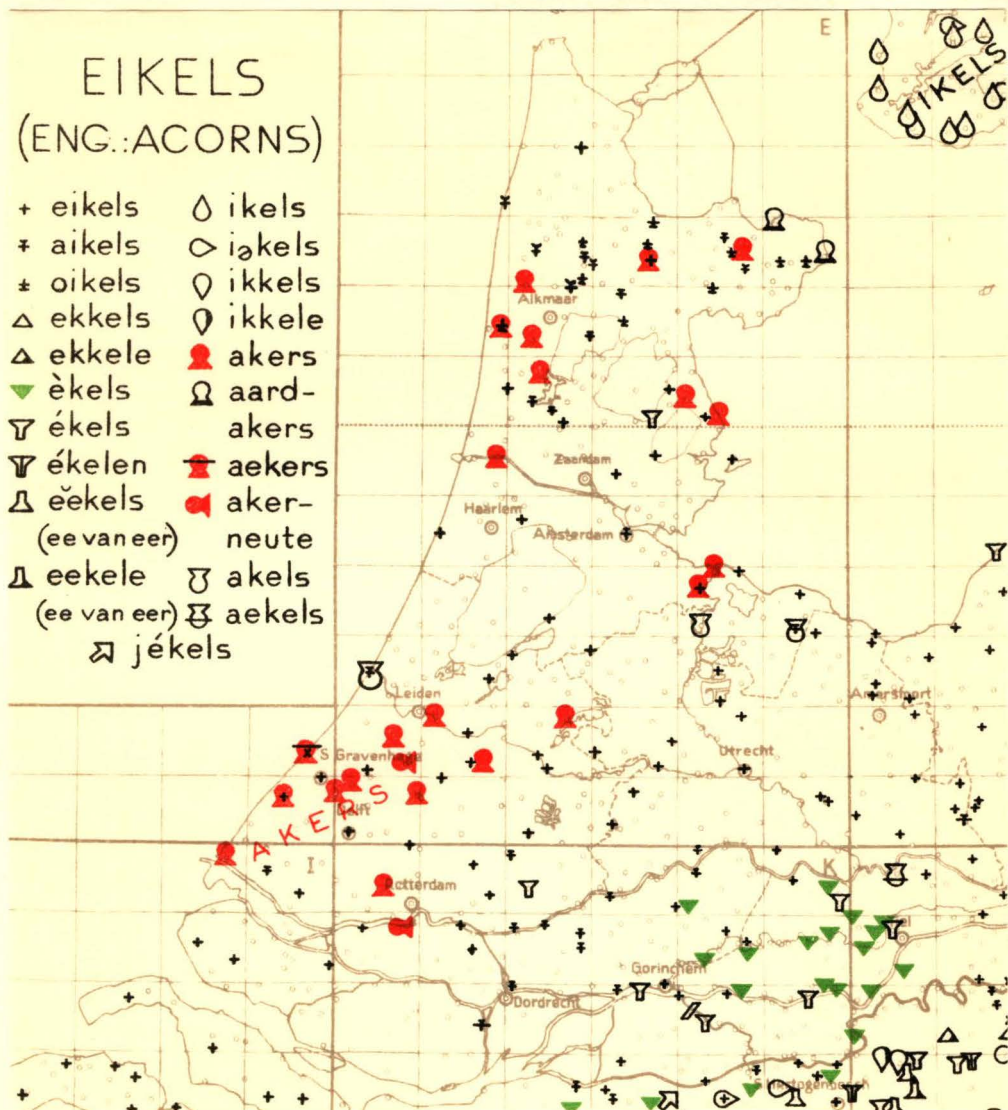 EIKELS
(ENG.:ACORNS)
eikels
aikels
oikels
ekkels
ekkele
èkels
ékels
ékelen
eĕkels
(ee van eer)
eekele
(ee van eer)
jékels
ikels
iəkels
ikkels
ikkele
akers
aard-
akers
aekers
aker-
neute
akels
aekels
E
IKELS
Alkmaar
Zaandam
Haarlem
Amsterdam
Leiden
Amersfoort
S Gravenhage
Utrecht
Delft
AKERS
I
K
Rotterdam
Gorinchem
Dordrecht
S Hertogenbosch